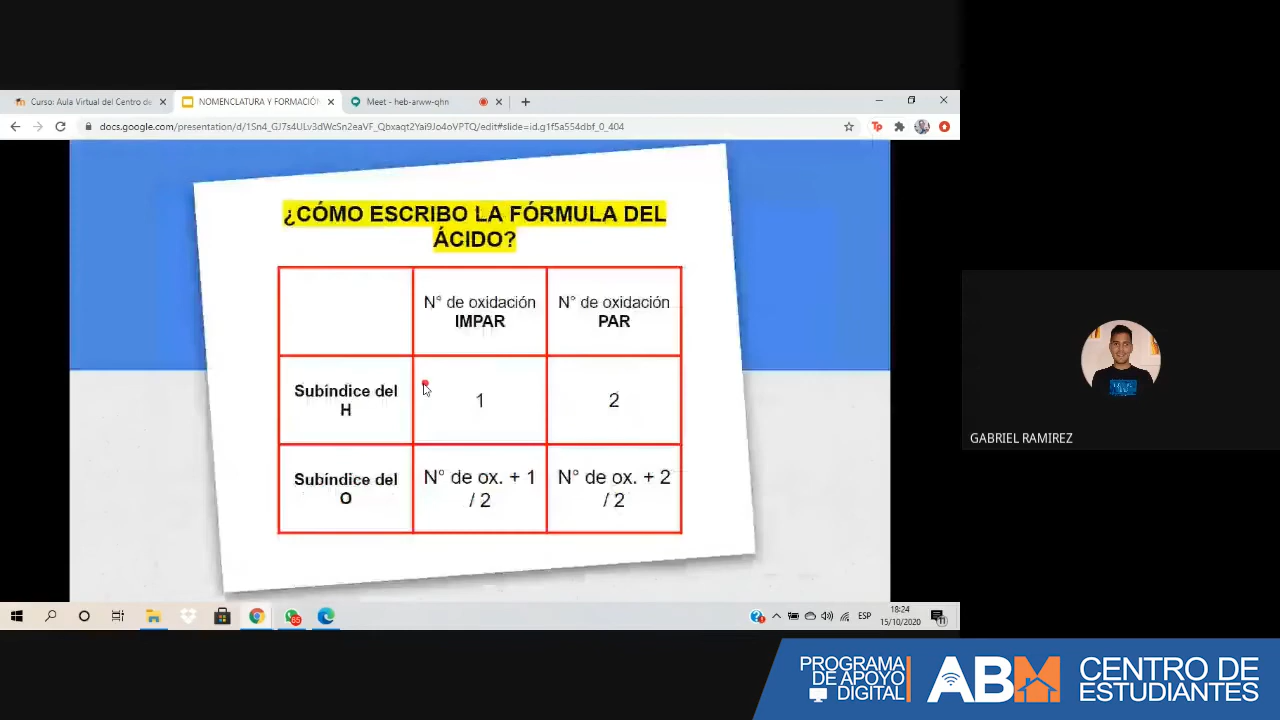 Curso: Aula Virtual del Centro de
NOMENCLATURA Y FORMACIÓN
Meet - heb-arww-qhn
docs.google.com/presentation/d/1Sn4_GJ7s4ULv3dWcSn2eaVF_Qbxaqt2Yai9Jo4oVPTQ/edit#slide=id.g1f5a554dbf_0_404
¿CÓMO ESCRIBO LA FÓRMULA DEL
ÁCIDO?
N° de oxidación
IMPAR
N° de oxidación
PAR
Subíndice del
H
1
2
Subíndice del
O
N° de ox. + 1
/ 2
N° de ox. + 2
/ 2
GABRIEL RAMIREZ
65
ESP
18:24
15/10/2020
11
PROGRAMA
DE APOYO
DIGITAL
ABM
CENTRO DE
ESTUDIANTES